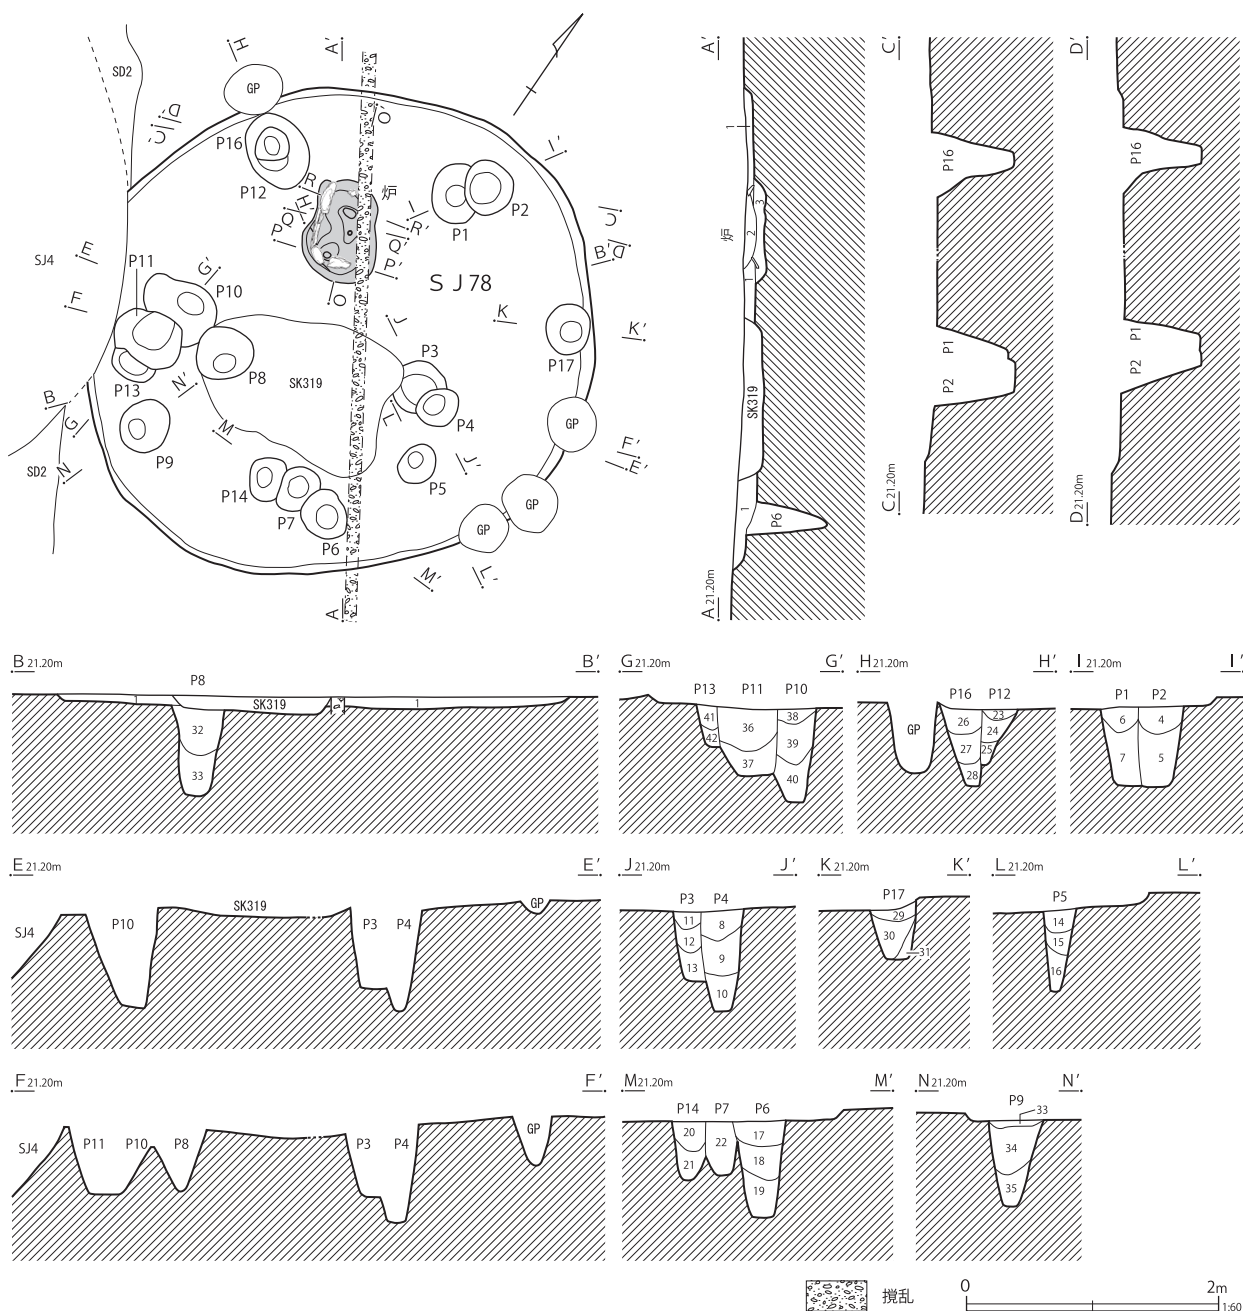 SD2
H
A'
GP
D'
C'
O'
I'
P16
P12
R
H'
Q
P
炉
I
R'
Q'
P'
P1
P2
C
B'
D
SJ4
E
F
P11
G'
P10
O
SJ78
J
K
K'
P17
P3
P4
L
P8
SK319
N'
P13
B
G
N
SD2
P9
M
P14
P7
P6
P5
J'
GP
F'
E'
GP
GP
M'
L'
A
A'
1
炉
3
2
1
SK319
1
P6
A 21.20m
C'
P16
P1
P2
C 21.20m
D'
P16
P1
P2
D 21.20m
B 21.20m B'
P8
1 SK319 1
32
33
G 21.20m G'
P13 P11 P10
41 36 38
42 37 39
40
H 21.20m H'
P16 P12
GP
26 23
24
27 25
28
I 21.20m I'
P1 P2
6 4
7 5
E 21.20m E'
SJ4 P10 SK319 P3 P4 GP
J 21.20m J'
P3 P4
11 8
12
13 9
10
K 21.20m K'
P17
29
30
31
L 21.20m L'
P5
14
15
16
F 21.20m F'
SJ4 P11 P10 P8 P3 P4 GP
M 21.20m M'
P14 P7 P6
20 22 17
21 18
19
N 21.20m N'
P9
33
34
35
撹乱
0 2m
1:60